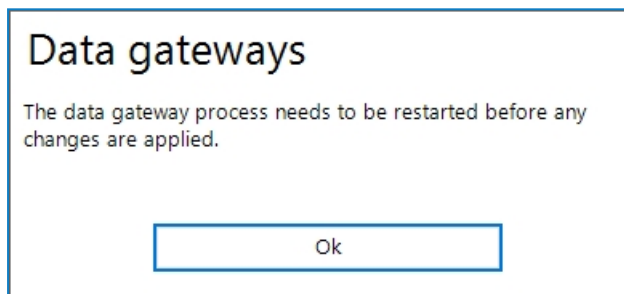 Data gateways
The data gateway process needs to be restarted before any
changes are applied.
Ok